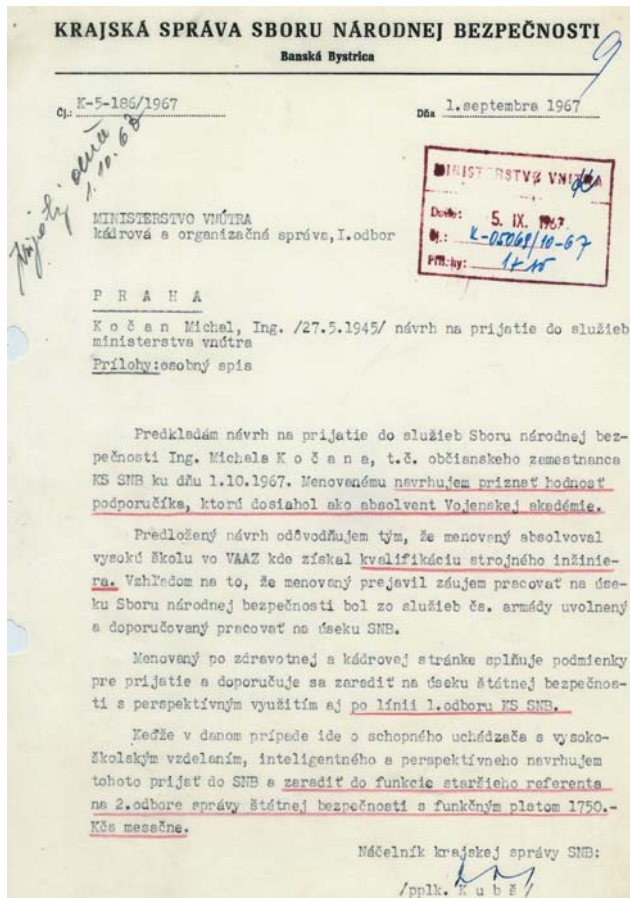 KRAJSKÁ SPRÁVA SBORU NÁRODNEJ BEZPEČNOSTI
Banská Bystrica
9
Čj.: K-5-186/1967
Dňa 1.septembra 1967
1.10.67
MINISTERSTVO VNITRA
Došlo: 5. IX. 1967
Čj.: K-05068/10-67
Přílohy: 1+15
MINISTERSTVO VNÚTRA
kádrová a organizačná správa,I.odbor
P R A H A
K o č a n Michal, Ing. /27.5.1945/ návrh na prijatie do služieb
ministerstva vnútra
Prílohy:osobný spis
Predkladám návrh na prijatie do služieb Sboru národnej bez-
pečnosti Ing. Michala K o č a n a, t.č. občianskeho zamestnanca
KS SNB ku dňu 1.10.1967. Menovanému navrhujem priznať hodnosť
podporučíka, ktorú dosiahol ako absolvent Vojenskej akadémie.
Predložený návrh odôvodňujem tým, že menovaný absolvoval
vysokú školu vo VAAZ kde získal kvalifikáciu strojného inžinie-
ra. Vzhľadom na to, že menovaný prejavil záujem pracovať na úse-
ku Sboru národnej bezpečnosti bol zo služieb čs. armády uvolnený
a doporučovaný pracovať na úseku SNB.
Menovaný po zdravotnej a kádrovej stránke splňuje podmienky
pre prijatie a doporučuje sa zaradiť na úseku štátnej bezpečnos-
ti s perspektívnym využitím aj po línii 1.odboru KS SNB.
Keďže v danom prípade ide o schopného uchádzača s vysoko-
školským vzdelaním, inteligentného a perspektívneho navrhujem
tohoto prijať do SNB a zaradiť do funkcie staršieho referenta
na 2.odbore správy štátnej bezpečnosti s funkčným platom 1750.-
Kčs mesačne.
Náčelník krajskej správy SNB:
/pplk. K u b ě /